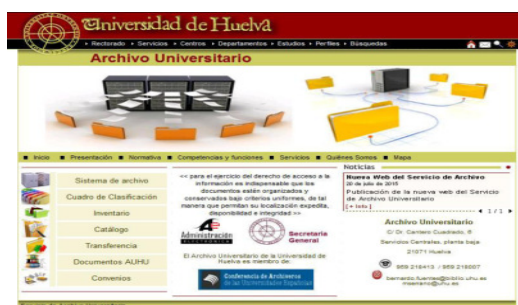 Universidad de Huelva
• Rectorado • Servicios • Centros • Departamentos • Estudios • Perfiles • Búsquedas
Archivo Universitario
Inicio Presentación Normativa Competencias y funciones Servicios Quiénes Somos Mapa
Sistema de archivo
Cuadro de Clasificación
Inventario
Catálogo
Transferencia
Documentos AUHU
Convenios
<< para el ejercicio del derecho de acceso a la
información es indispensable que los
documentos estén organizados y
conservados bajo criterios uniformes, de tal
manera que permitan su localización expedita,
disponibilidad e integridad >>
Administración
ELECTRÓNICA
Secretaría
General
El Archivo Universitario de la Universidad de
Huelva es miembro de:
Conferencia de Archiveros
de las Universidades Españolas
Noticias
Nueva Web del Servicio de Archivo
20 de julio de 2015
Publicación de la nueva web del Servicio
de Archivo Universitario
[+ info]
1 / 1
Archivo Universitario
C/ Dr. Cantero Cuadrado, 6
Servicios Centrales, planta baja
21071 Huelva
959 218413 / 959 218007